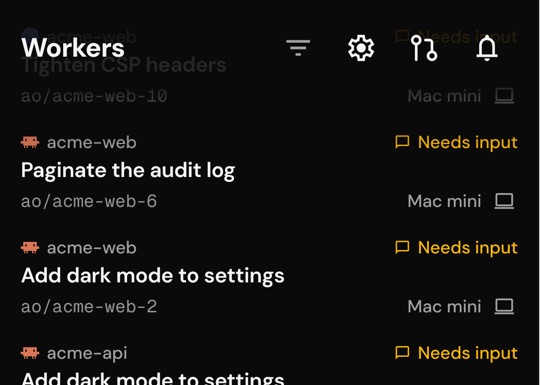 Needs input
Workers
Tighten CSP headers
ao/acme-web-10 Mac mini
acme-web Needs input
Paginate the audit log
ao/acme-web-6 Mac mini
acme-web Needs input
Add dark mode to settings
ao/acme-web-2 Mac mini
acme-api Needs input
Add dark mode to settings